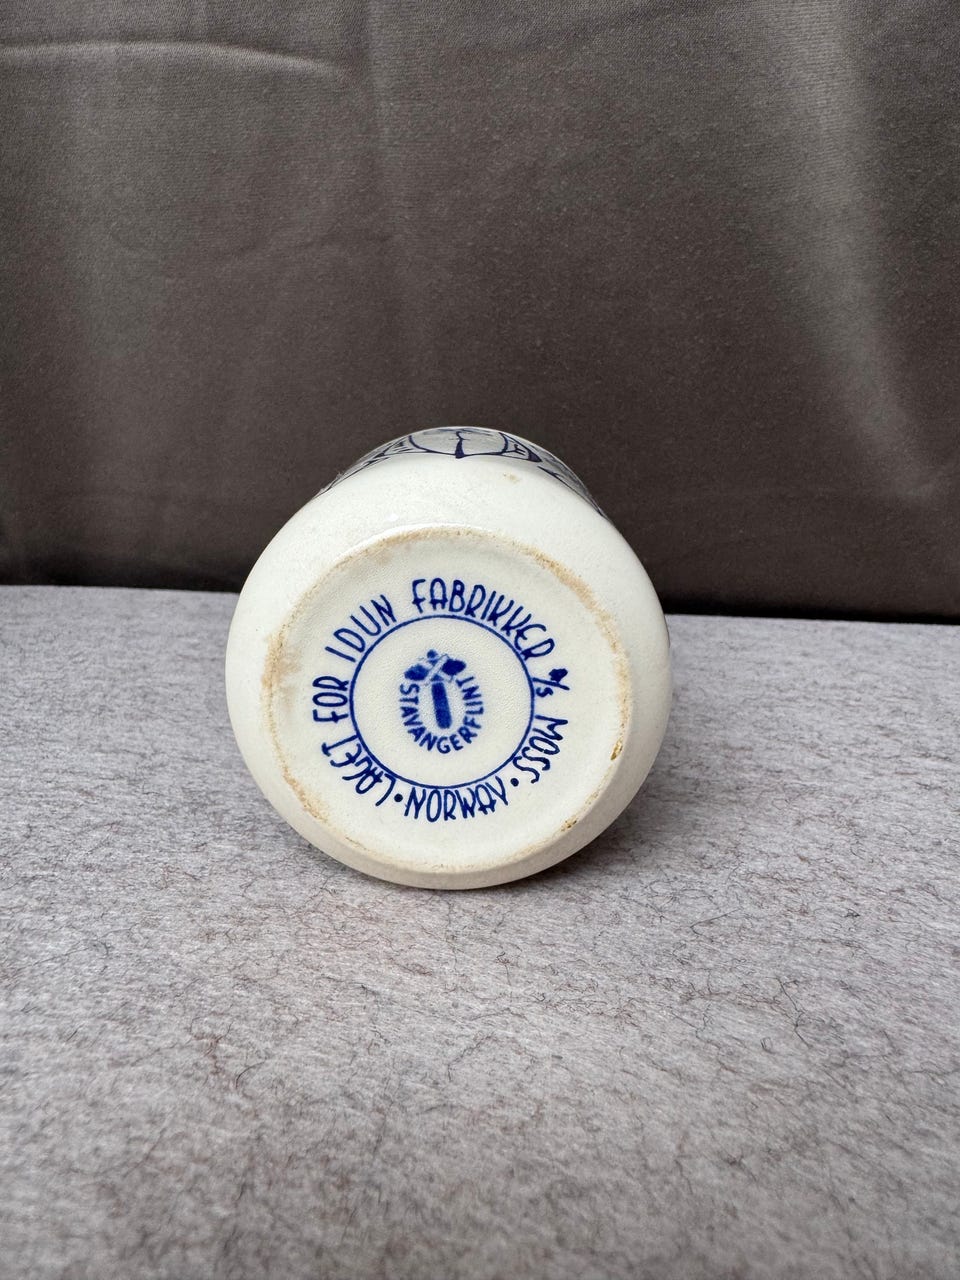 LAGET FOR IDUN FABRIKKER A/S MOSS
• NORWAY •
STAVANGERFLINT